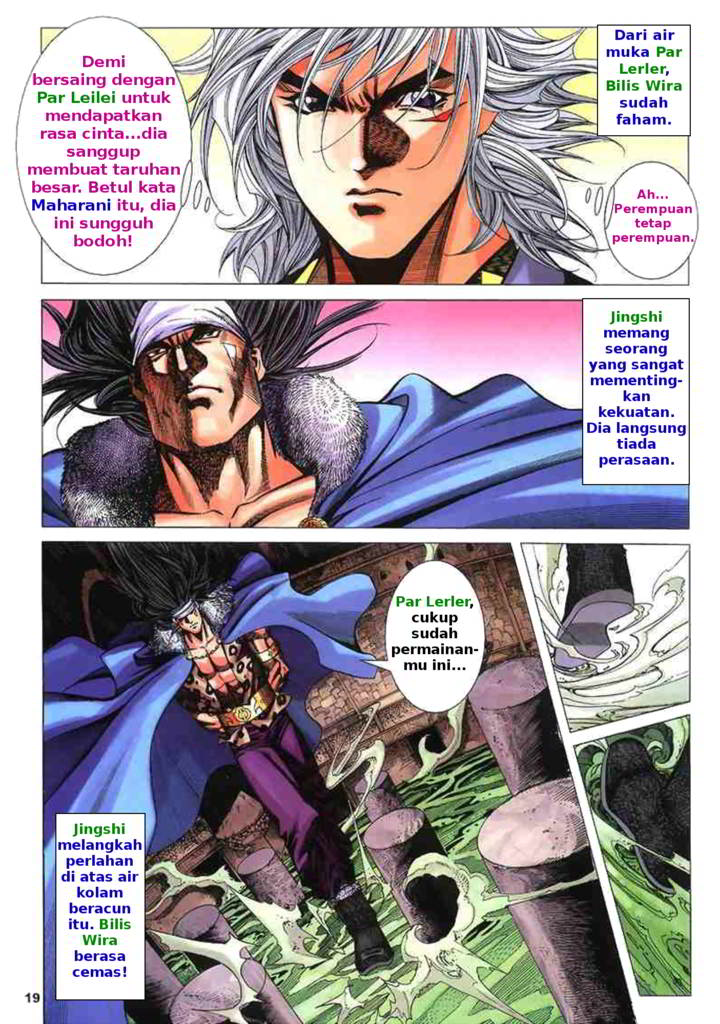 Demi
bersaing dengan
Par Leilei untuk
mendapatkan
rasa cinta...dia
sanggup
membuat taruhan
besar. Betul kata
Maharani itu, dia
ini sungguh
bodoh!
Dari air
muka Par
Lerler,
Bilis Wira
sudah
faham.
Ah...
Perempuan
tetap
perempuan.
Jingshi
memang
seorang
yang sangat
mementing-
kan
kekuatan.
Dia langsung
tiada
perasaan.
Par Lerler,
cukup
sudah
permainan-
mu ini...
Jingshi
melangkah
perlahan
di atas air
kolam
beracun
itu. Bilis
Wira
berasa
cemas!
19